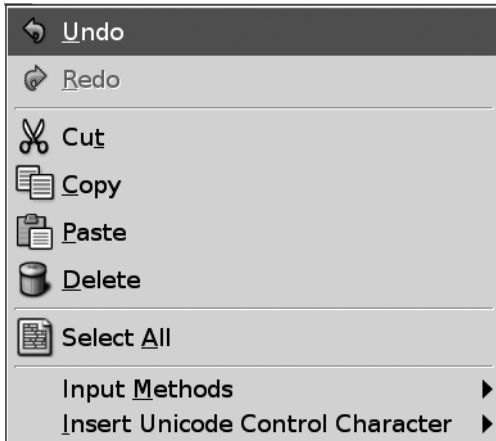 Undo
Redo
Cut
Copy
Paste
Delete
Select All
Input Methods
Insert Unicode Control Character